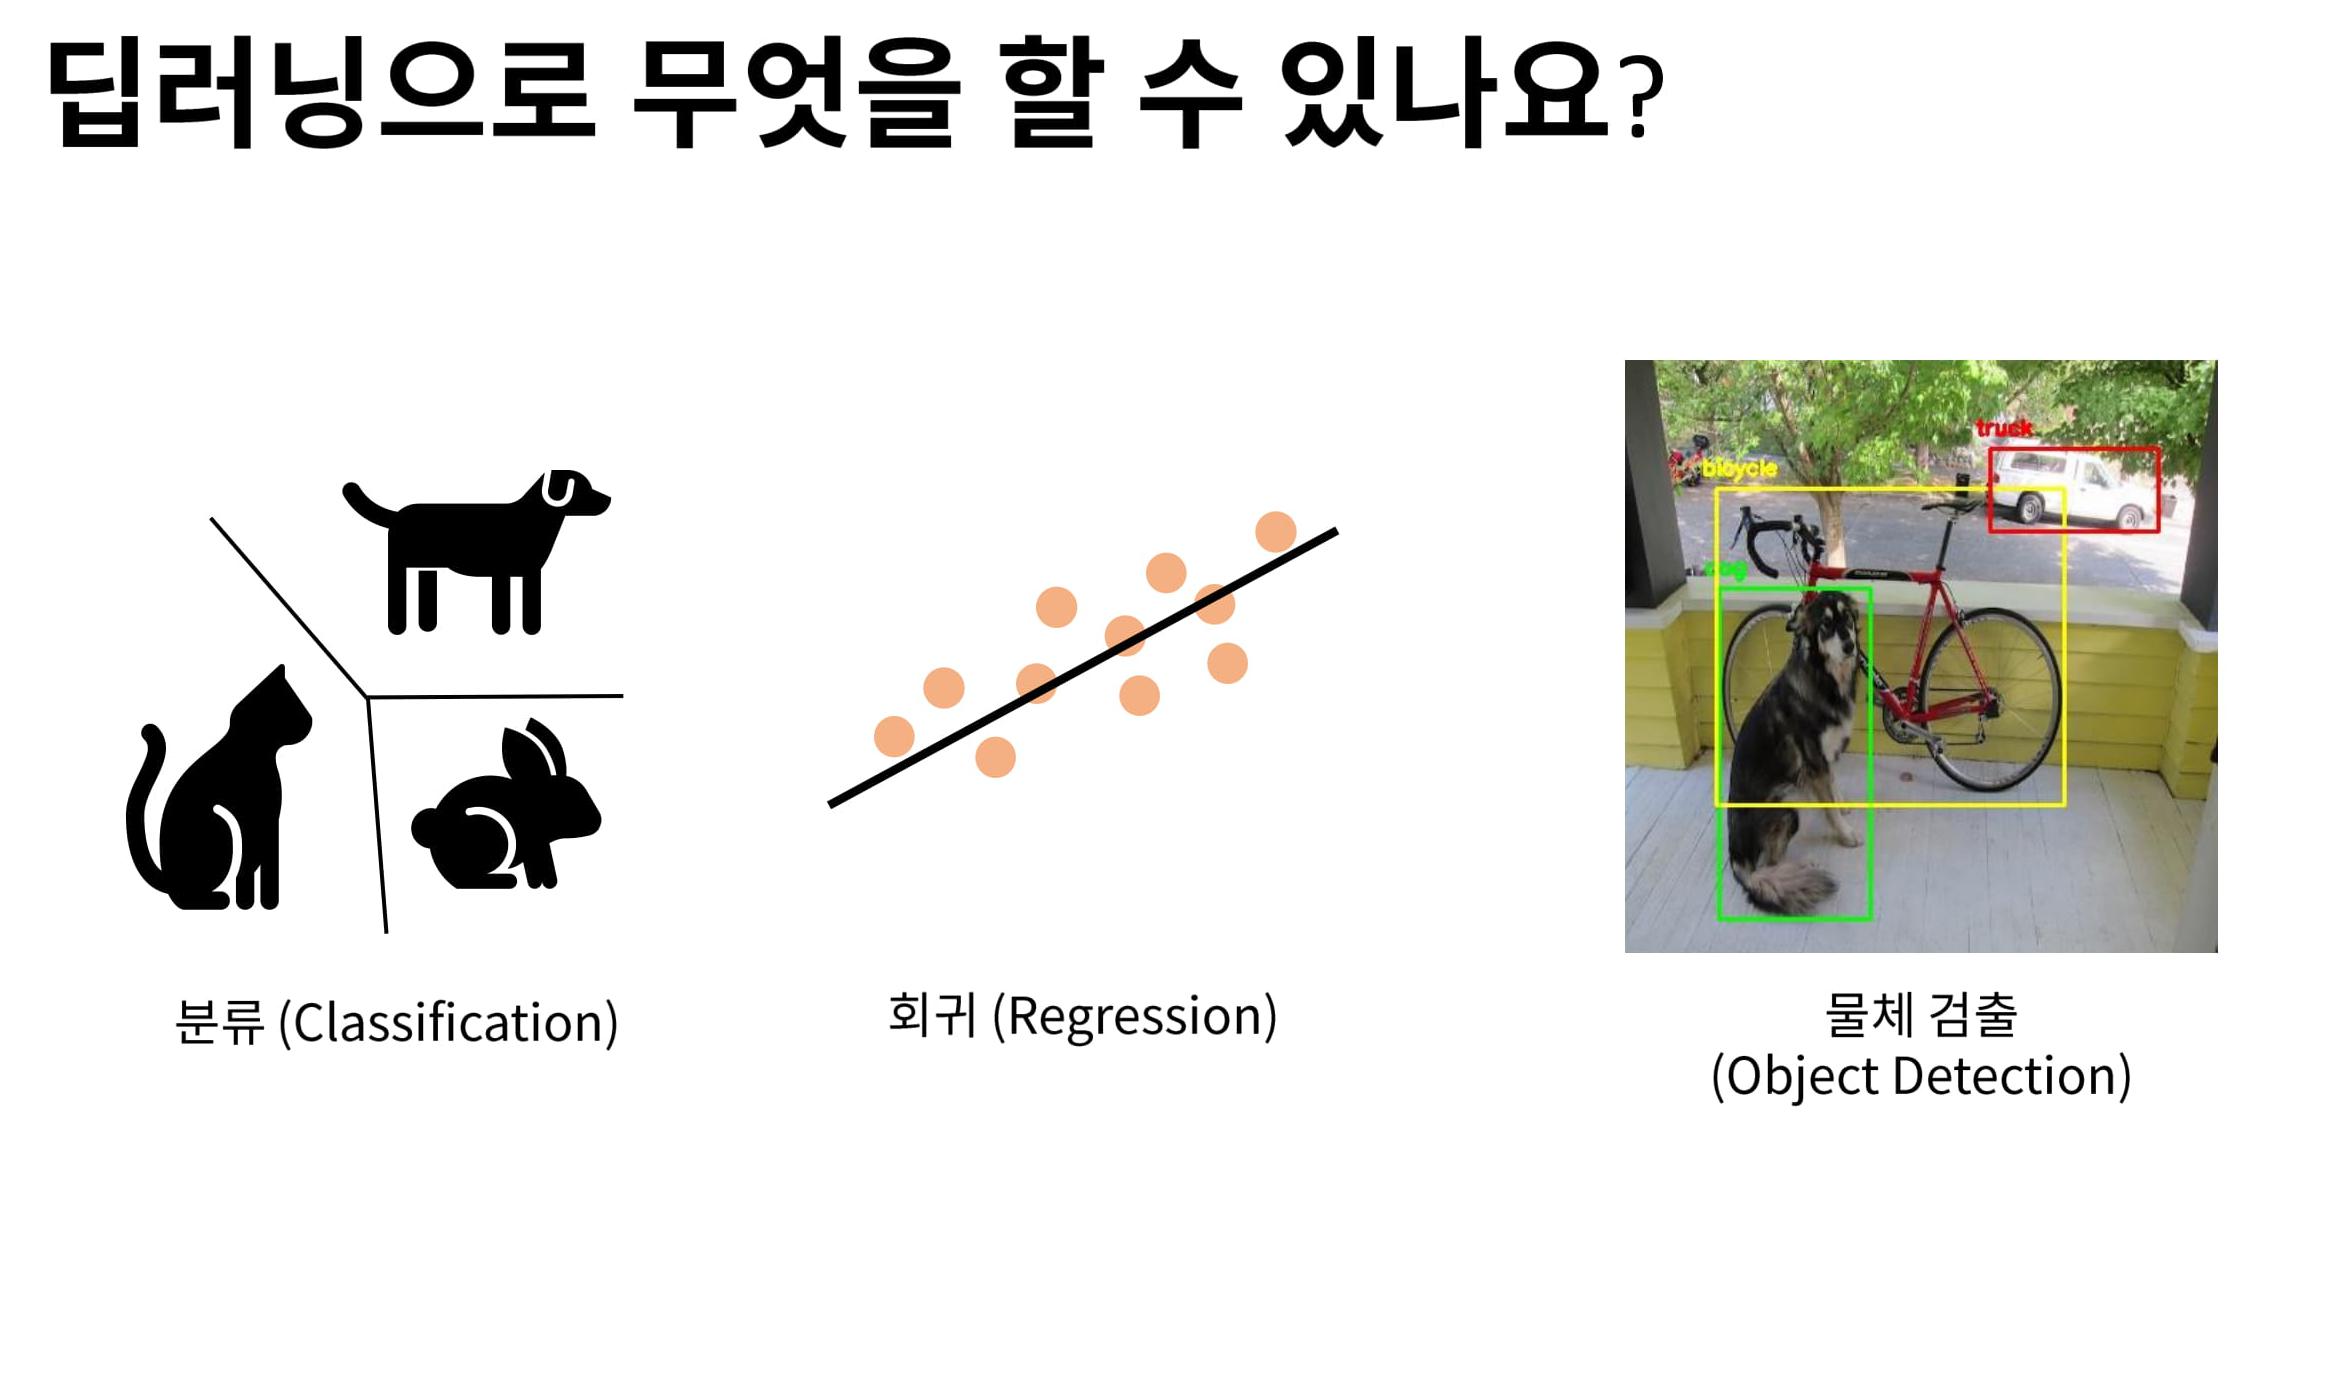 딥러닝으로 무엇을 할 수 있나요?
truck
bicycle
dog
분류 (Classification)
회귀 (Regression)
물체 검출
(Object Detection)